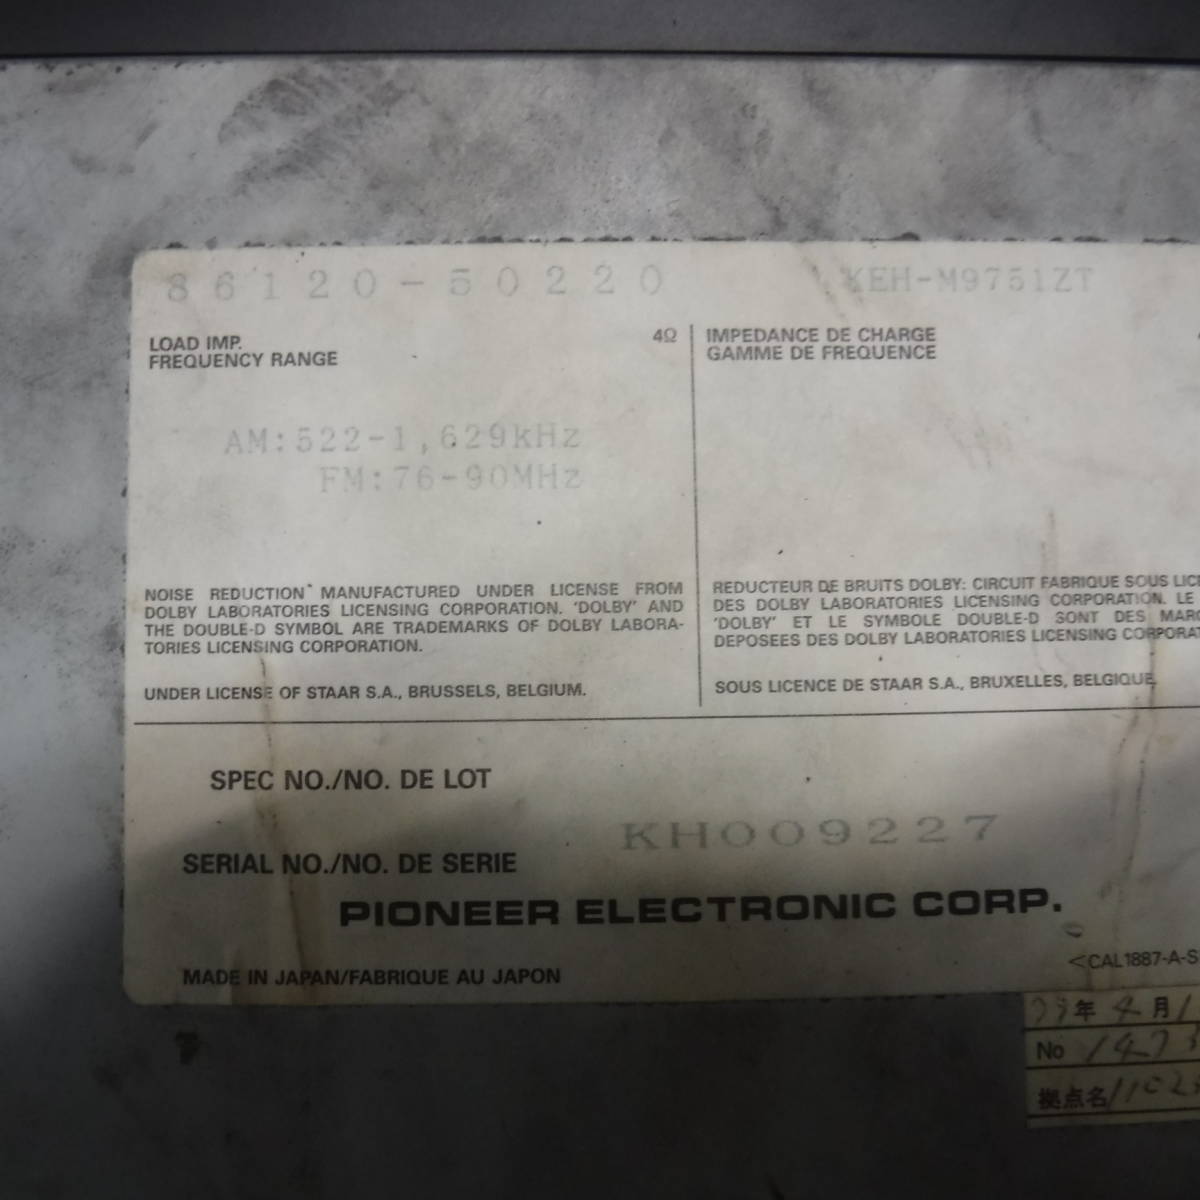 86120-50220
KEH-M9751ZT
LOAD IMP. 4Ω
FREQUENCY RANGE
AM:522-1,629kHz
FM:76-90MHz
NOISE REDUCTION MANUFACTURED UNDER LICENSE FROM
DOLBY LABORATORIES LICENSING CORPORATION. 'DOLBY' AND
THE DOUBLE-D SYMBOL ARE TRADEMARKS OF DOLBY LABORA-
TORIES LICENSING CORPORATION.
UNDER LICENSE OF STAAR S.A., BRUSSELS, BELGIUM.
IMPEDANCE DE CHARGE
GAMME DE FREQUENCE
REDUCTEUR DE BRUITS DOLBY: CIRCUIT FABRIQUE SOUS LICE
DES DOLBY LABORATORIES LICENSING CORPORATION. LE
'DOLBY' ET LE SYMBOLE DOUBLE-D SONT DES MARQ
DEPOSEES DES DOLBY LABORATORIES LICENSING CORPORAT
SOUS LICENCE DE STAAR S.A., BRUXELLES, BELGIQUE.
SPEC NO./NO. DE LOT
KH009227
SERIAL NO./NO. DE SERIE
PIONEER ELECTRONIC CORP.
MADE IN JAPAN/FABRIQUE AU JAPON
<CAL1887-A-S
年 4月
No 1473
拠点名